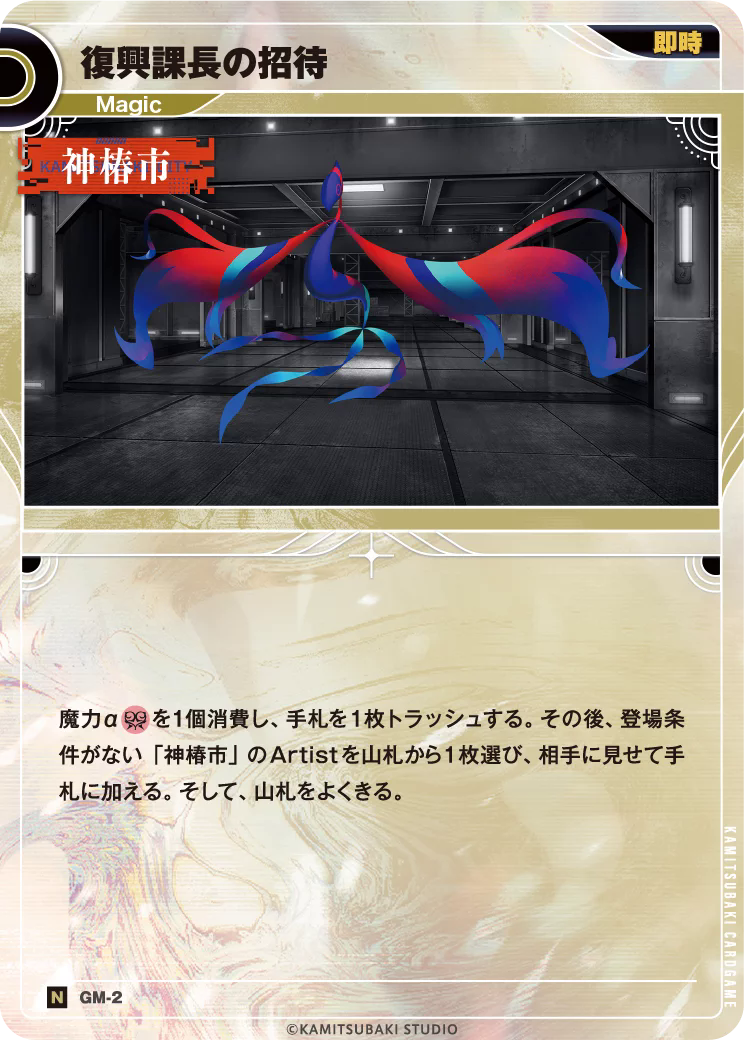 復興課長の招待
即時
Magic
神椿市
魔力αを1個消費し、手札を1枚トラッシュする。その後、登場条
件がない「神椿市」のArtistを山札から1枚選び、相手に見せて手
札に加える。そして、山札をよくきる。
KAMITSUBAKI CARDGAME
N GM-2
©KAMITSUBAKI STUDIO